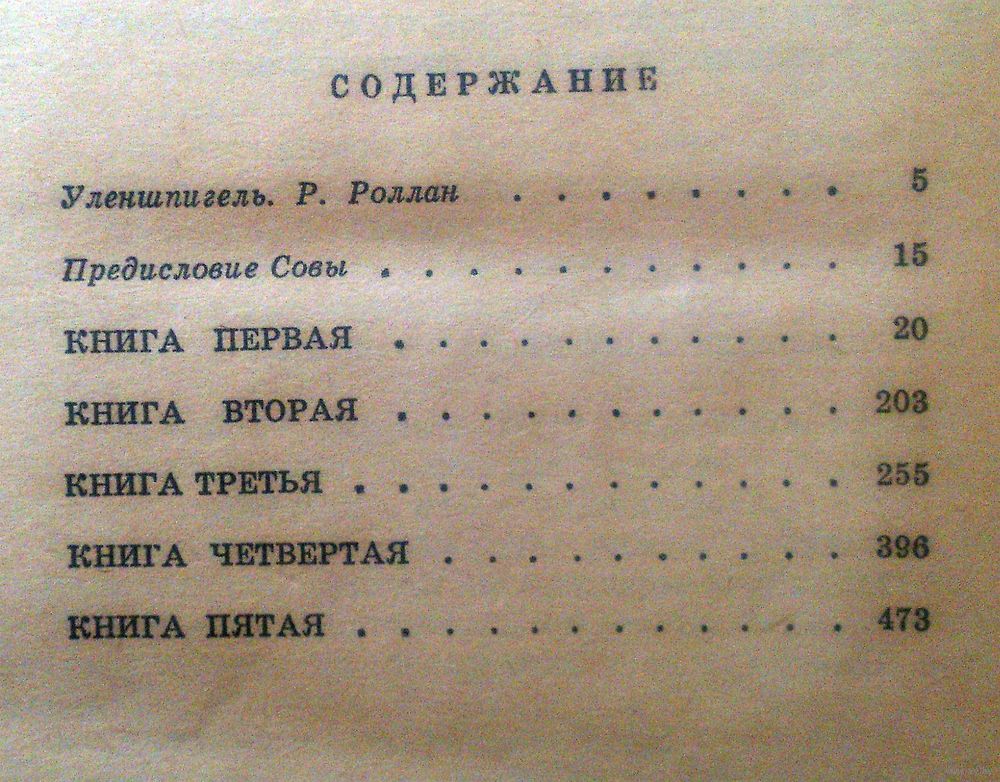 СОДЕРЖАНИЕ
Уленшпигель. Р. Роллан . . . . . . . . 5
Предисловие Совы . . . . . . . . . . . 15
КНИГА ПЕРВАЯ . . . . . . . . . . . 20
КНИГА ВТОРАЯ . . . . . . . . . . . 203
КНИГА ТРЕТЬЯ . . . . . . . . . . . . 255
КНИГА ЧЕТВЕРТАЯ . . . . . . . . . . 396
КНИГА ПЯТАЯ . . . . . . . . . . . . 473